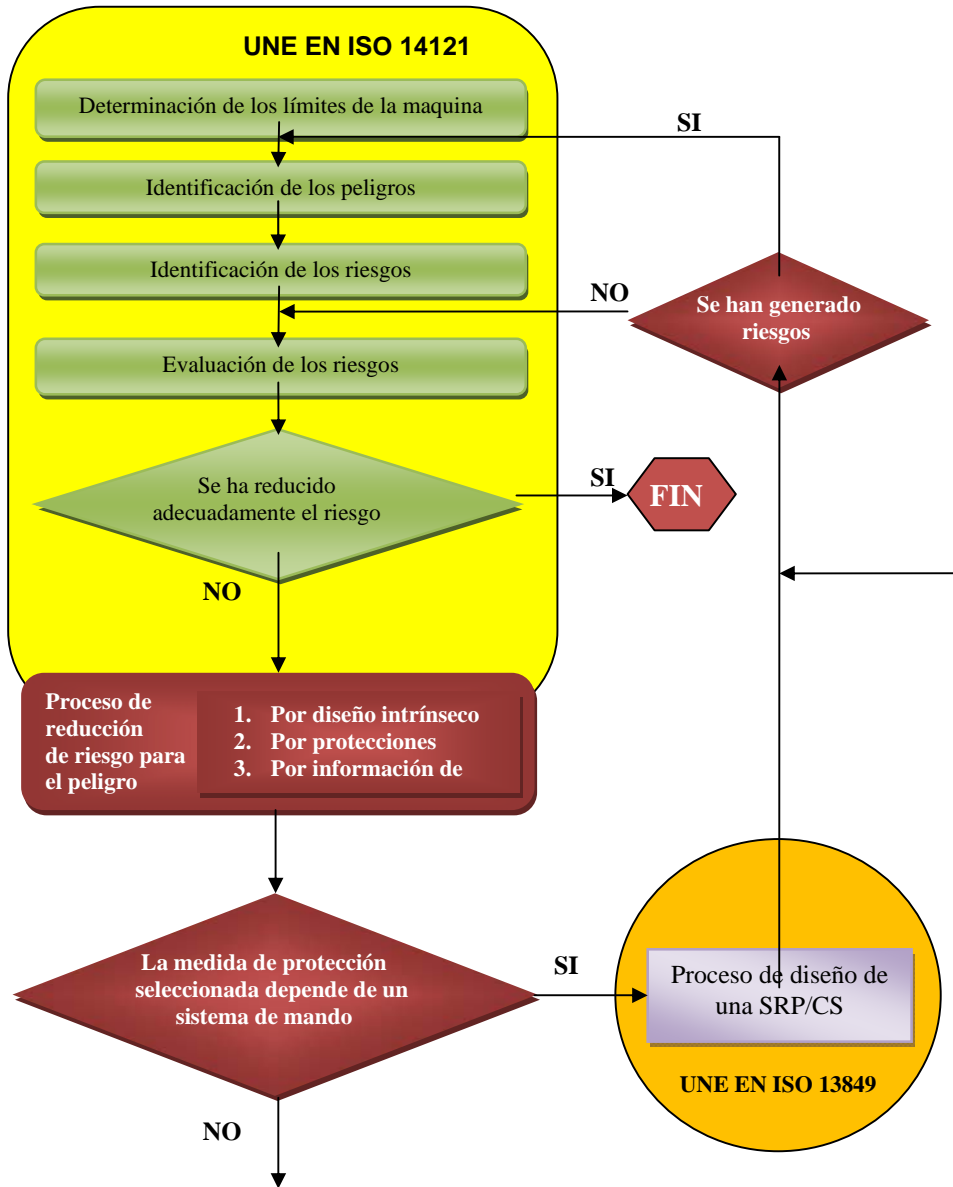 UNE EN ISO 14121
Determinación de los límites de la maquina
SI
Identificación de los peligros
Identificación de los riesgos
NO
Se han generado
riesgos
Evaluación de los riesgos
Se ha reducido
adecuadamente el riesgo
SI
FIN
NO
Proceso de
reducción
de riesgo para
el peligro
1. Por diseño intrínseco
2. Por protecciones
3. Por información de
La medida de protección
seleccionada depende de un
sistema de mando
SI
Proceso de diseño de
una SRP/CS
UNE EN ISO 13849
NO